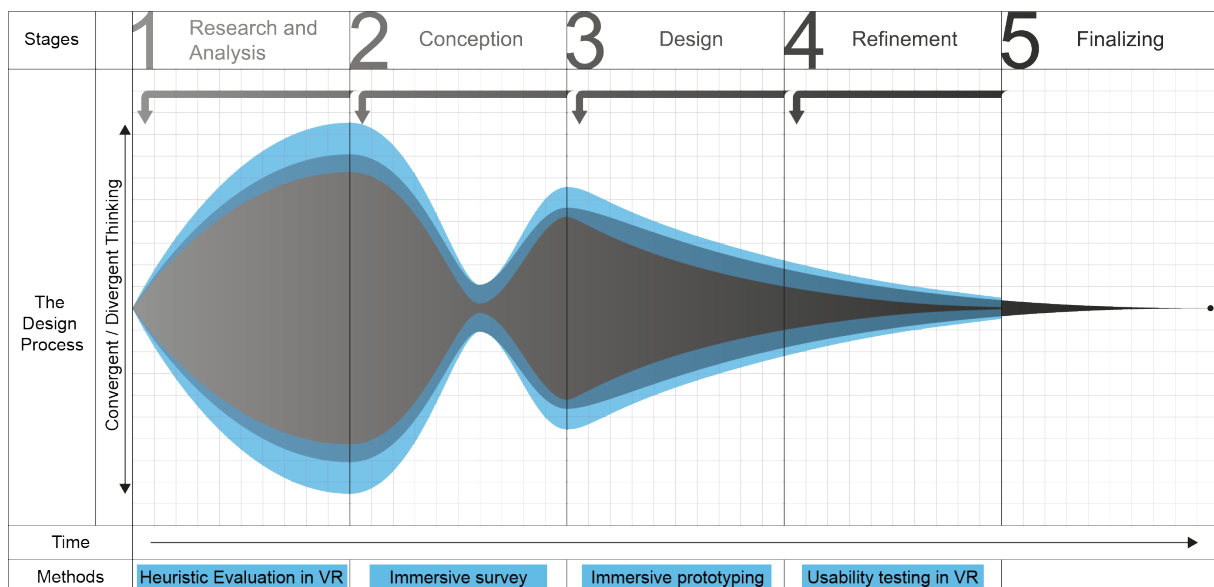 Stages
1 Research and
Analysis
2 Conception
3 Design
4 Refinement
5 Finalizing
The
Design
Process
Convergent / Divergent Thinking
Time
Methods
Heuristic Evaluation in VR
Immersive survey
Immersive prototyping
Usability testing in VR